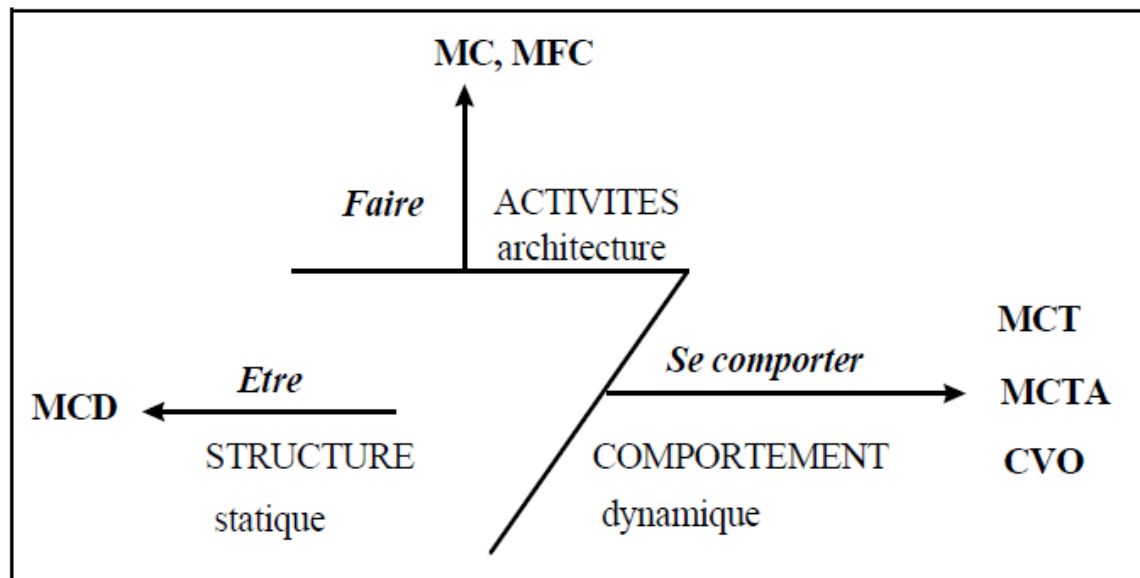 MC, MFC
Faire
ACTIVITES
architecture
MCT
Se comporter
MCTA
CVO
Etre
MCD
STRUCTURE
statique
COMPORTEMENT
dynamique